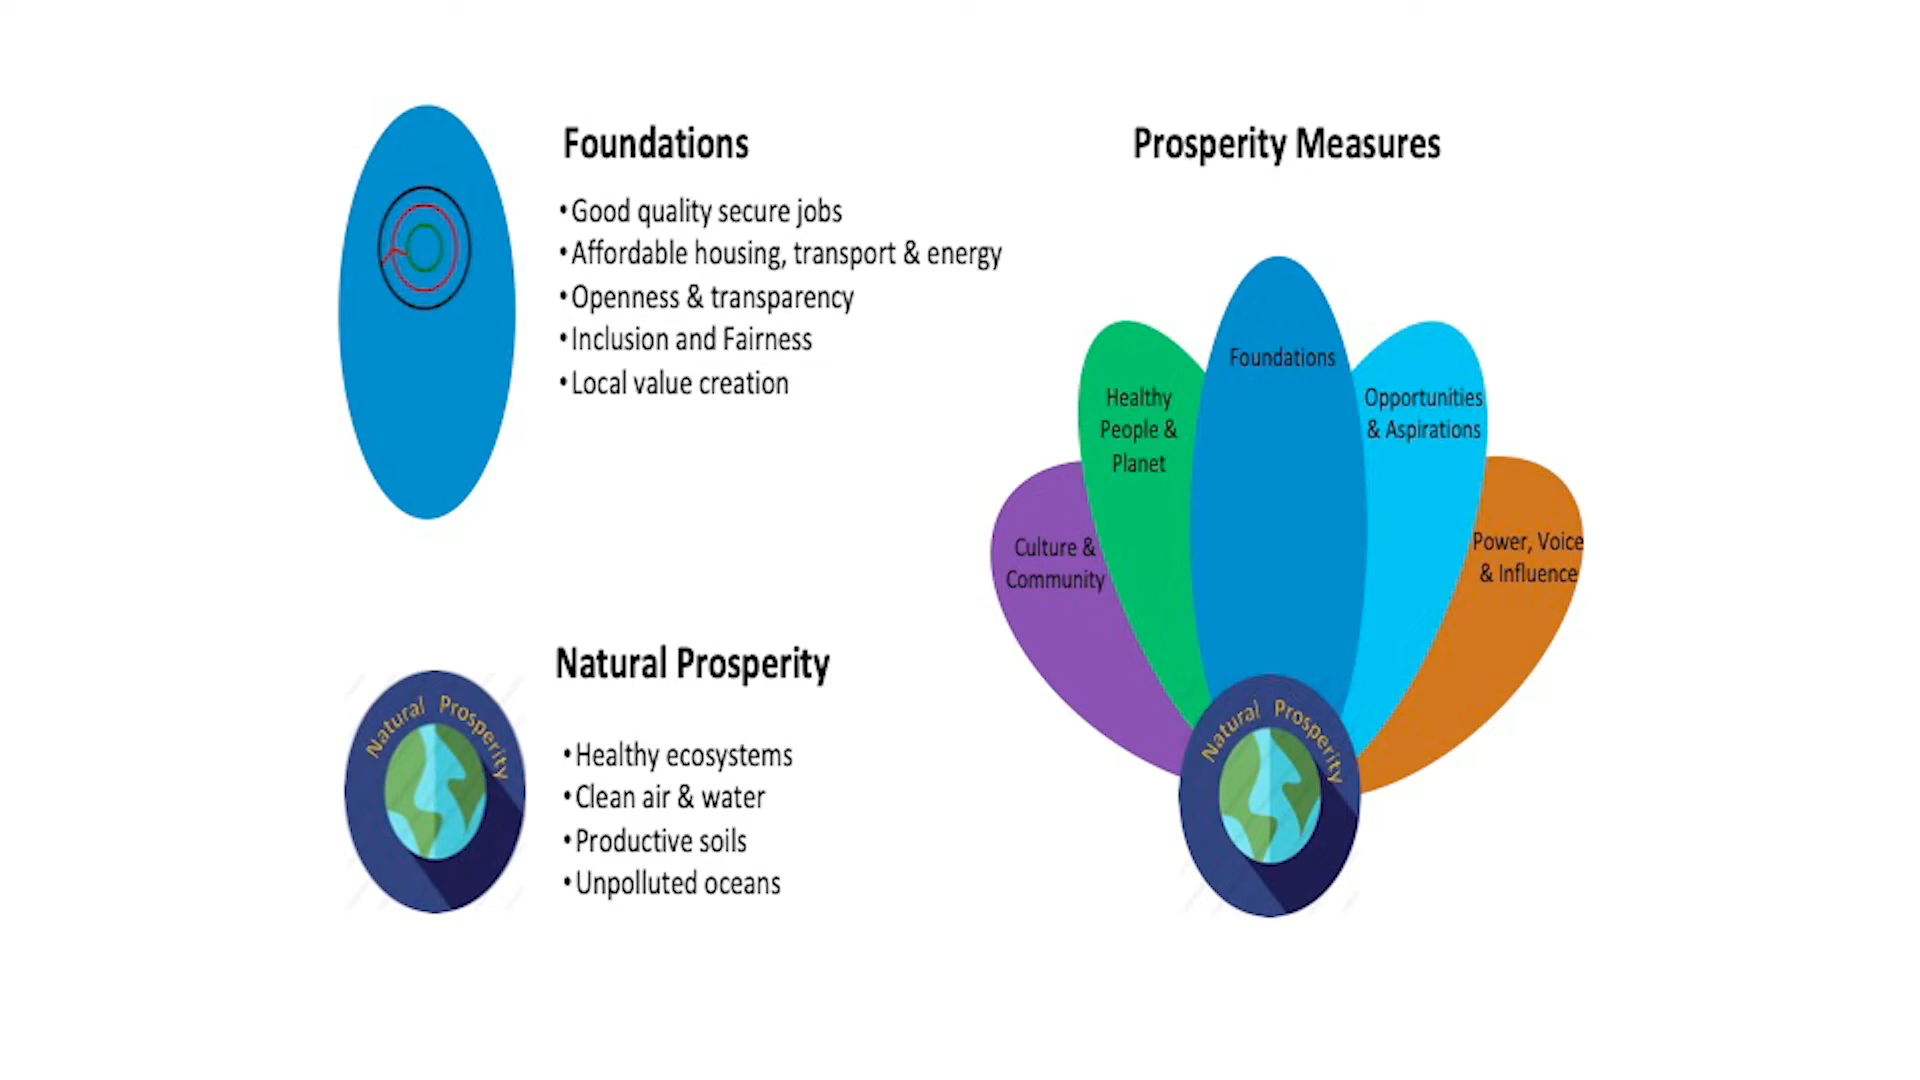 Foundations
•Good quality secure jobs
•Affordable housing, transport & energy
•Openness & transparency
•Inclusion and Fairness
•Local value creation
Natural Prosperity
Natural Prosperity
•Healthy ecosystems
•Clean air & water
•Productive soils
•Unpolluted oceans
Prosperity Measures
Foundations
Healthy
People &
Planet
Opportunities
& Aspirations
Culture &
Community
Power, Voice
& Influence
Natural Prosperity